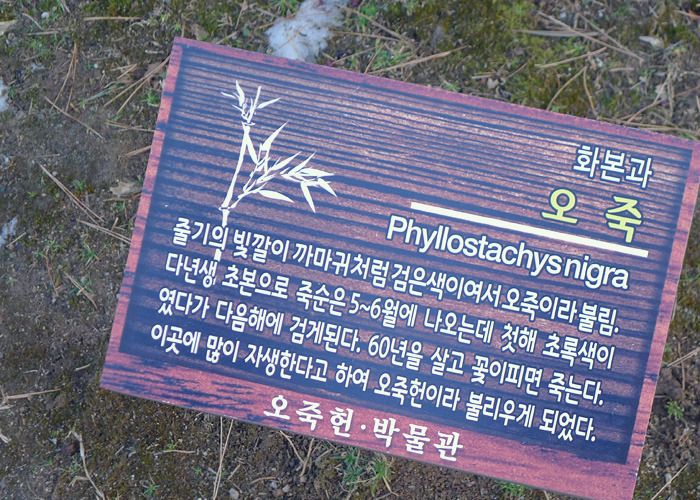 화본과
오 죽
Phyllostachys nigra
줄기의 빛깔이 까마귀처럼 검은색이여서 오죽이라 불림.
다년생 초본으로 죽순은 5~6월에 나오는데 첫해 초록색이
였다가 다음해에 검게된다. 60년을 살고 꽃이피면 죽는다.
이곳에 많이 자생한다고 하여 오죽헌이라 불리우게 되었다.
오죽헌·박물관